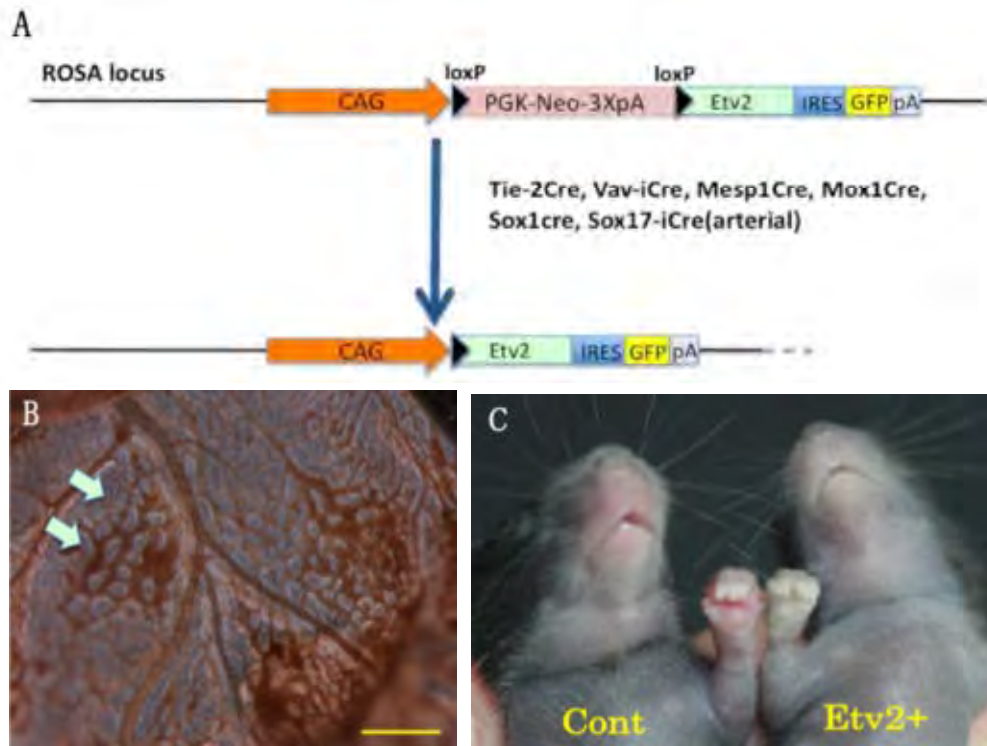 A
ROSA locus
loxP
loxP
CAG
PGK-Neo-3XpA
Etv2
IRES
GFP
pA
Tie-2Cre, Vav-iCre, Mesp1Cre, Mox1Cre,
Sox1cre, Sox17-iCre(arterial)
CAG
Etv2
IRES
GFP
pA
B
C
Cont
Etv2+